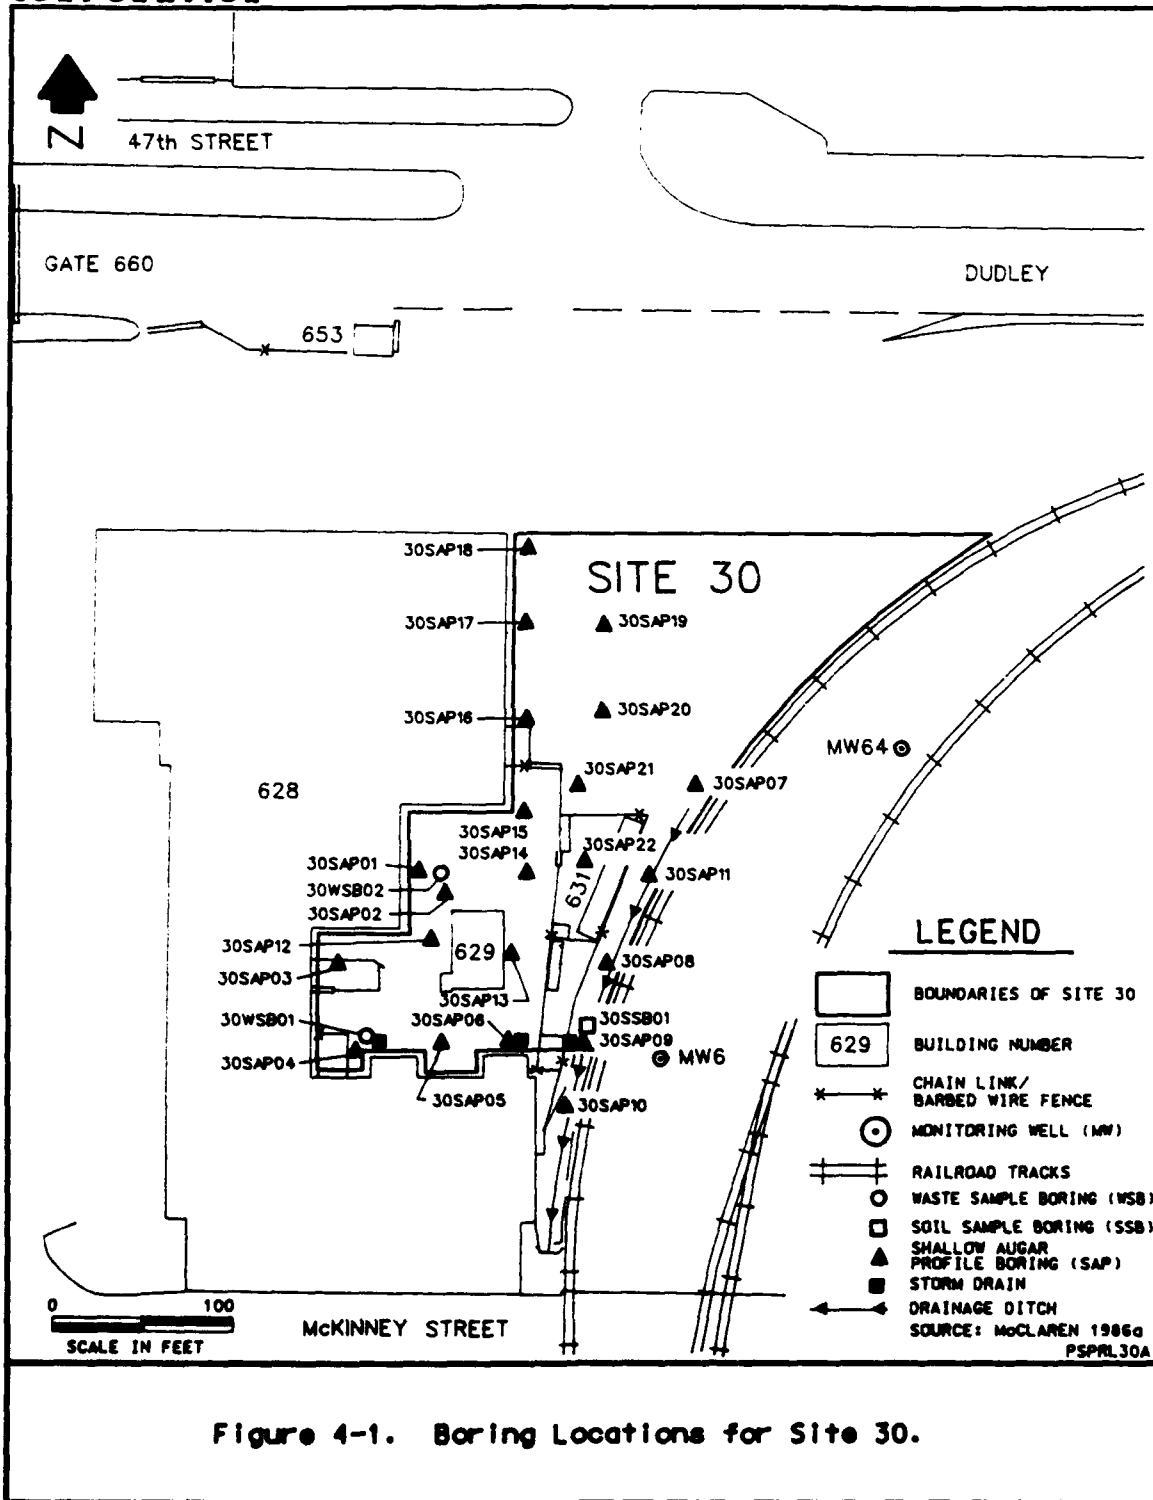 N
47th STREET
GATE 660
DUDLEY
653
30SAP18
SITE 30
30SAP17
30SAP19
30SAP16
30SAP20
MW64
30SAP21
30SAP07
628
30SAP15
30SAP14
30SAP22
30SAP01
30SAP11
30WSB02
631
30SAP02
LEGEND
30SAP12
629
30SAP08
30SAP03
BOUNDARIES OF SITE 30
30SAP13
30WSB01
30SAP06
30SSB01
30SAP09
629
BUILDING NUMBER
30SAP04
MW6
CHAIN LINK/
BARBED WIRE FENCE
30SAP05
30SAP10
MONITORING WELL (MW)
RAILROAD TRACKS
WASTE SAMPLE BORING (WSB)
SOIL SAMPLE BORING (SSB)
SHALLOW AUGAR
PROFILE BORING (SAP)
STORM DRAIN
0 100
DRAINAGE DITCH
McKINNEY STREET
SOURCE: McCLAREN 1986a
SCALE IN FEET
PSPRL30A
Figure 4-1. Boring Locations for Site 30.